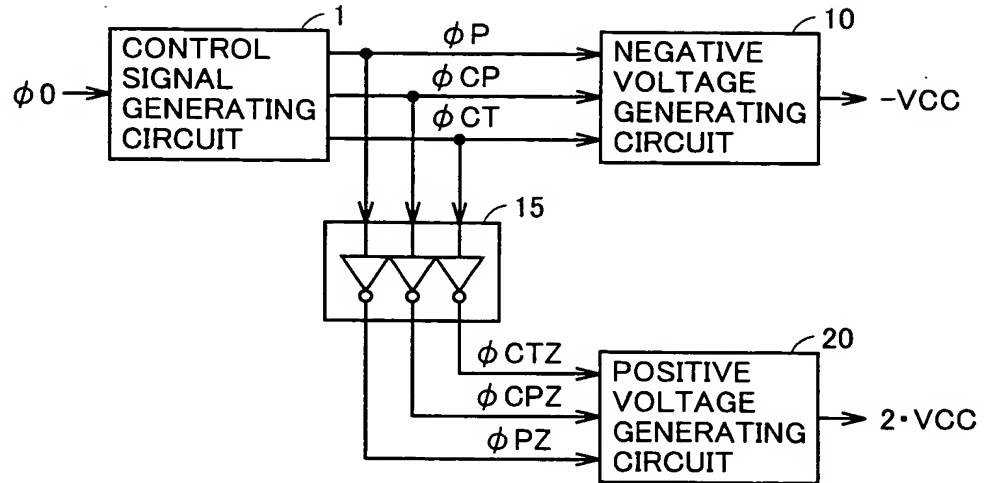 1
CONTROL
SIGNAL
GENERATING
CIRCUIT
φ0
φP
φCP
φCT
10
NEGATIVE
VOLTAGE
GENERATING
CIRCUIT
-VCC
15
φCTZ
φCPZ
φPZ
20
POSITIVE
VOLTAGE
GENERATING
CIRCUIT
2・VCC